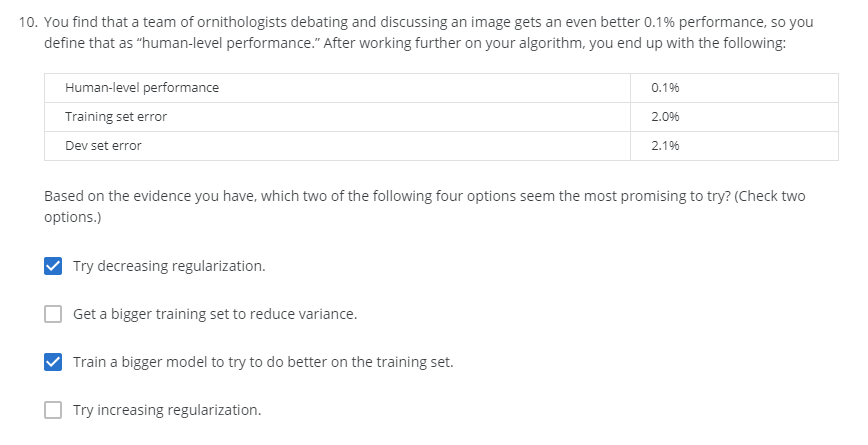 10. You find that a team of ornithologists debating and discussing an image gets an even better 0.1% performance, so you
define that as "human-level performance." After working further on your algorithm, you end up with the following:
Human-level performance 0.1%
Training set error 2.0%
Dev set error 2.1%
Based on the evidence you have, which two of the following four options seem the most promising to try? (Check two
options.)
Try decreasing regularization.
Get a bigger training set to reduce variance.
Train a bigger model to try to do better on the training set.
Try increasing regularization.